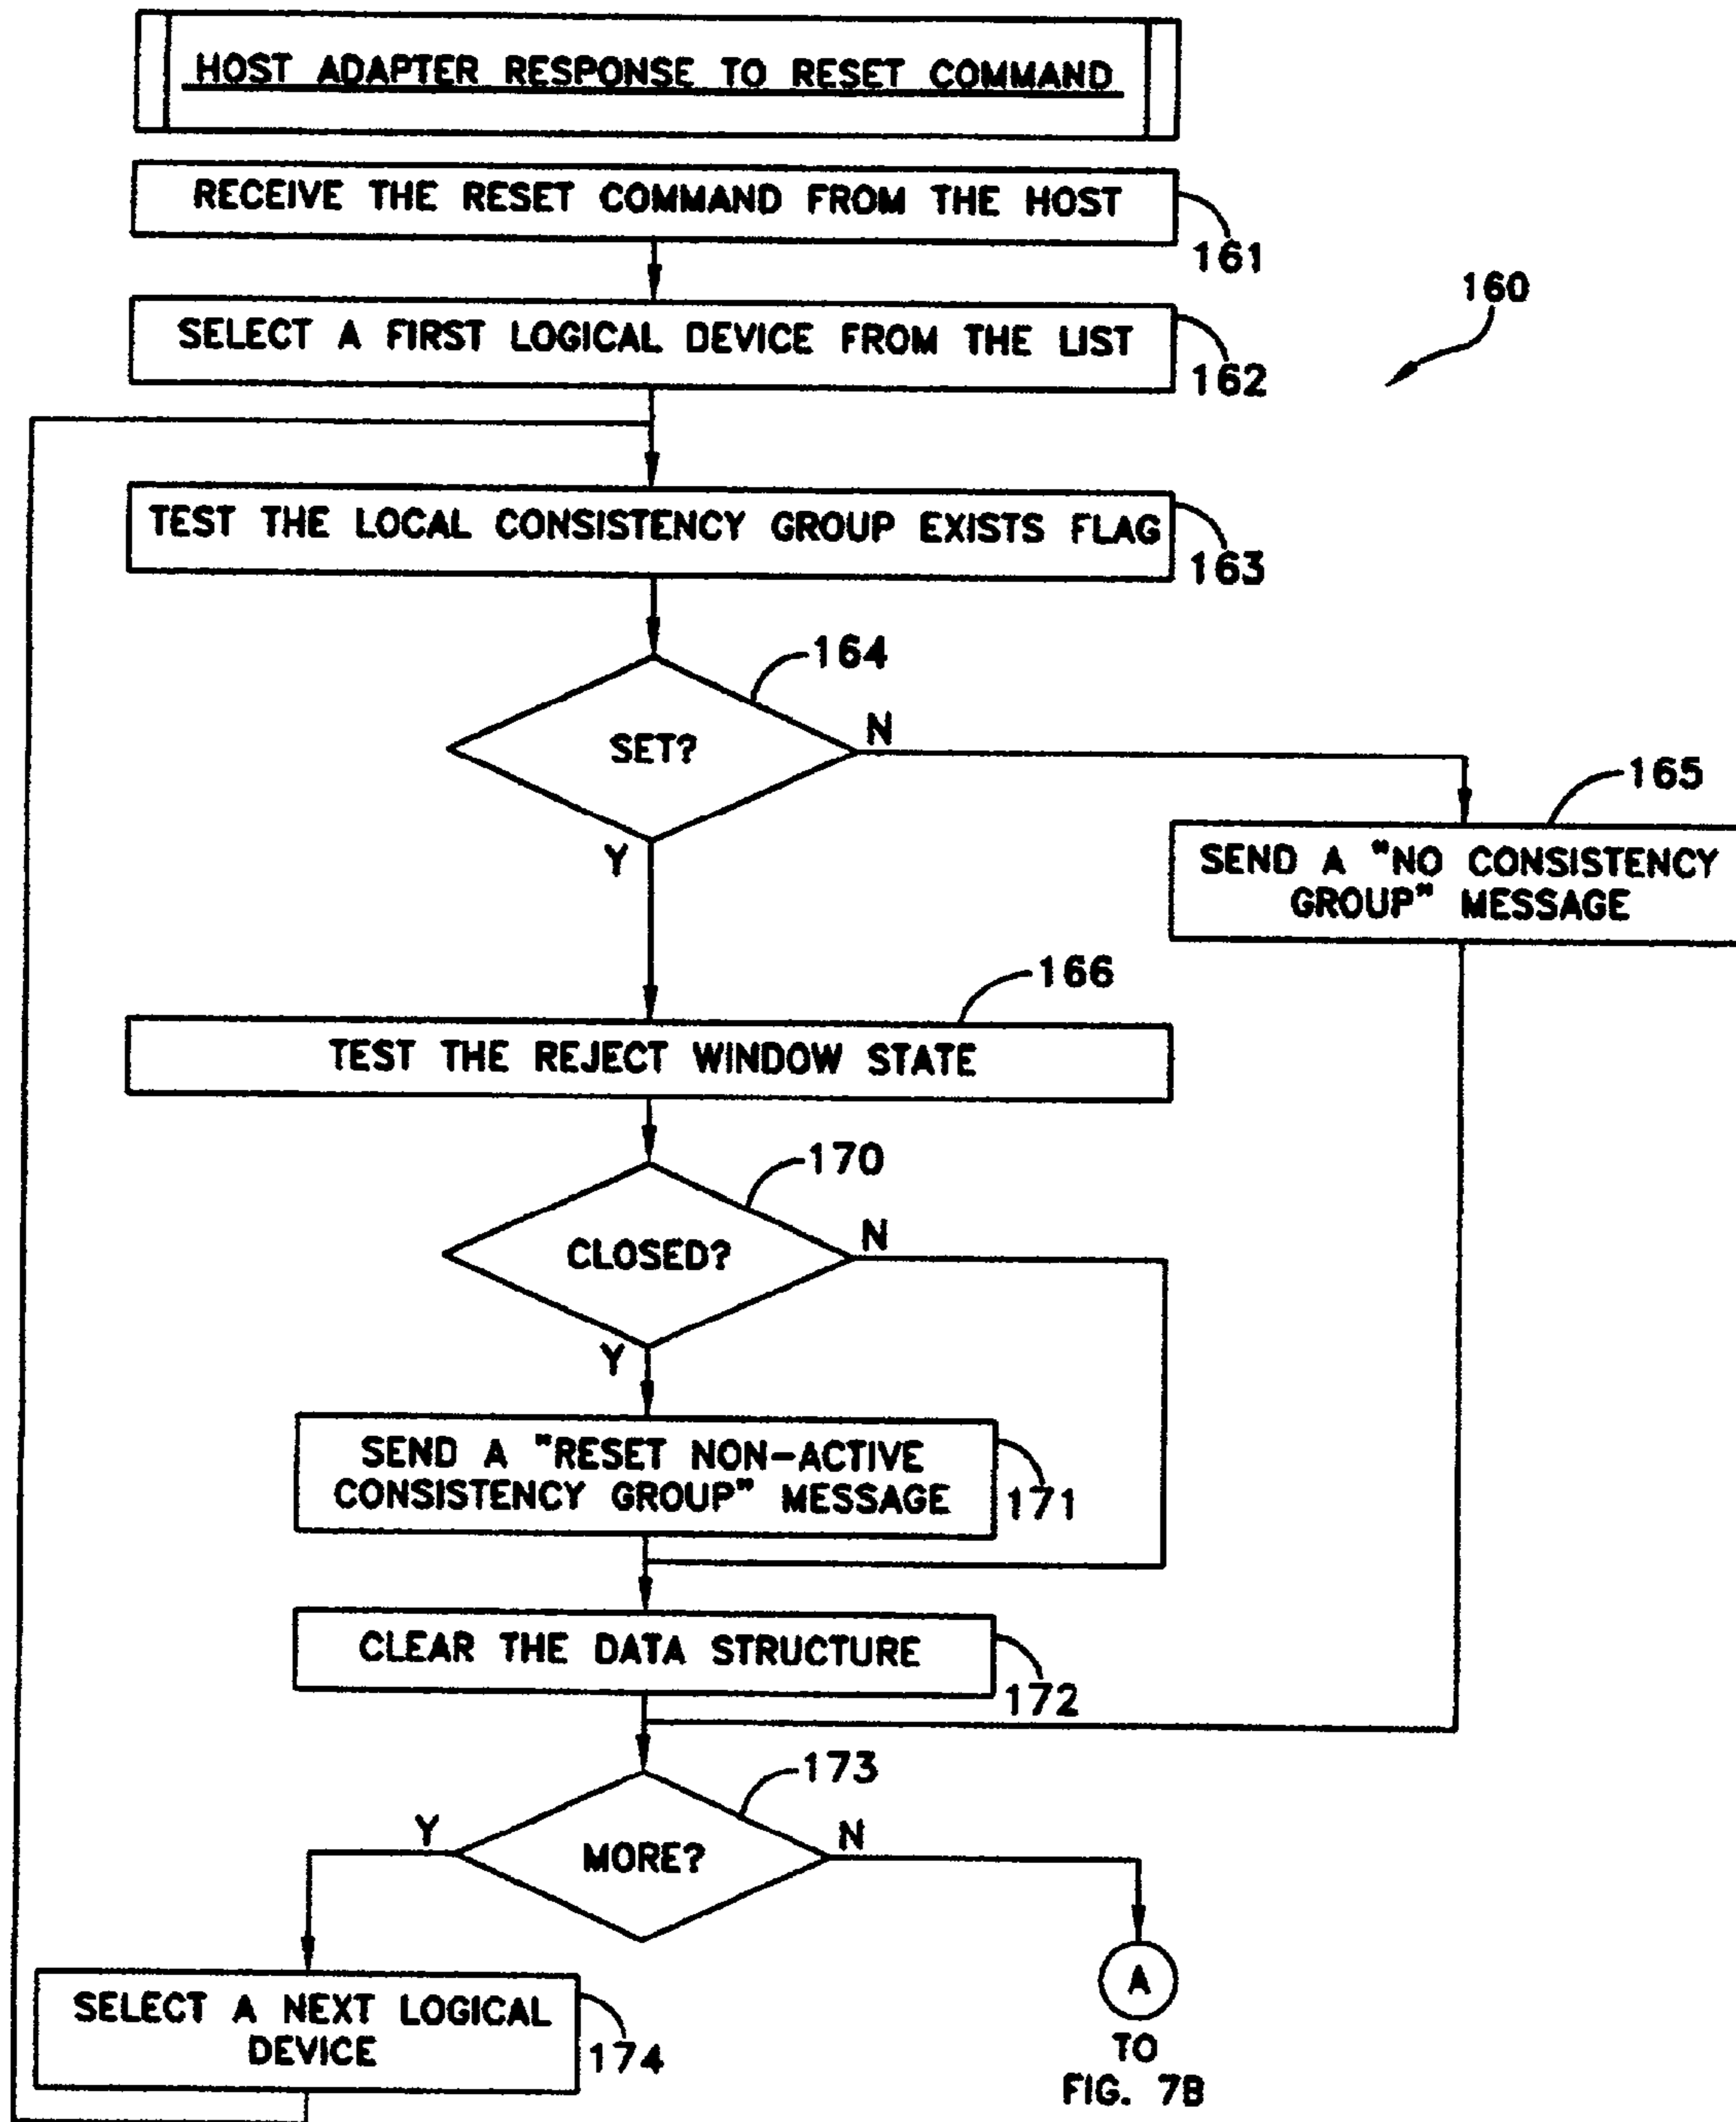 HOST ADAPTER RESPONSE TO RESET COMMAND
RECEIVE THE RESET COMMAND FROM THE HOST
161
160
SELECT A FIRST LOGICAL DEVICE FROM THE LIST
162
TEST THE LOCAL CONSISTENCY GROUP EXISTS FLAG
163
164
SET?
N
Y
165
SEND A "NO CONSISTENCY
GROUP" MESSAGE
166
TEST THE REJECT WINDOW STATE
170
CLOSED?
N
Y
SEND A "RESET NON-ACTIVE
CONSISTENCY GROUP" MESSAGE
171
CLEAR THE DATA STRUCTURE
172
173
MORE?
Y
N
SELECT A NEXT LOGICAL
DEVICE
174
A
TO
FIG. 7B